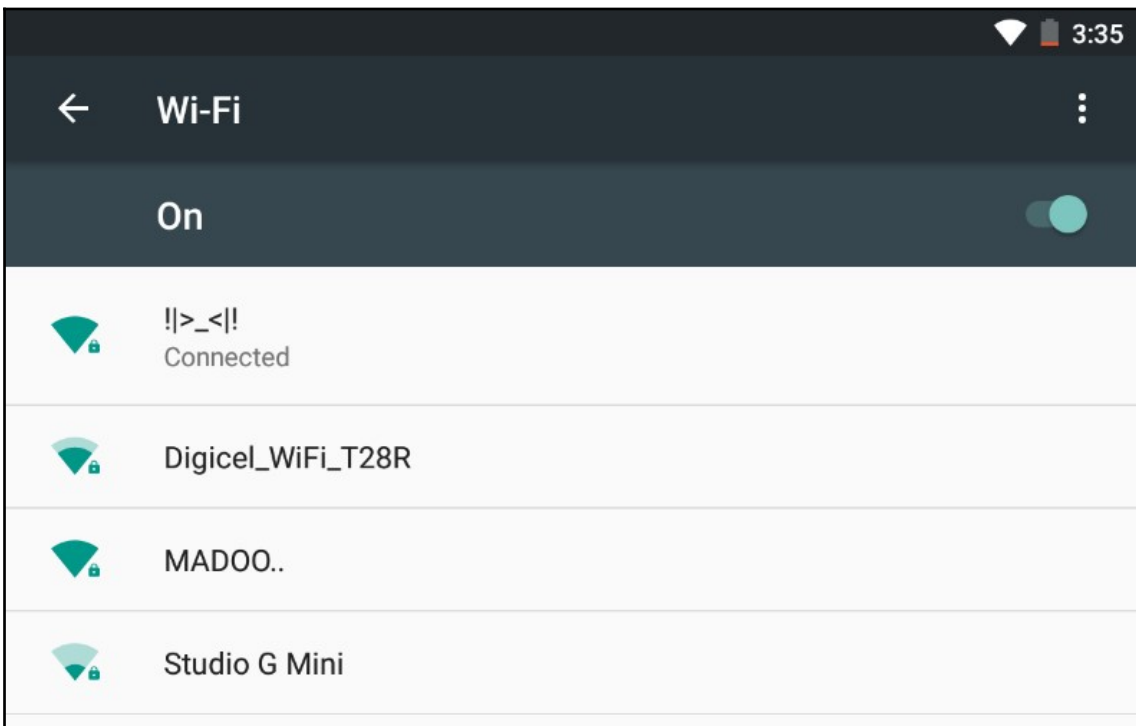 3:35
Wi-Fi
On
!|>_<|!
Connected
Digicel_WiFi_T28R
MADOO..
Studio G Mini